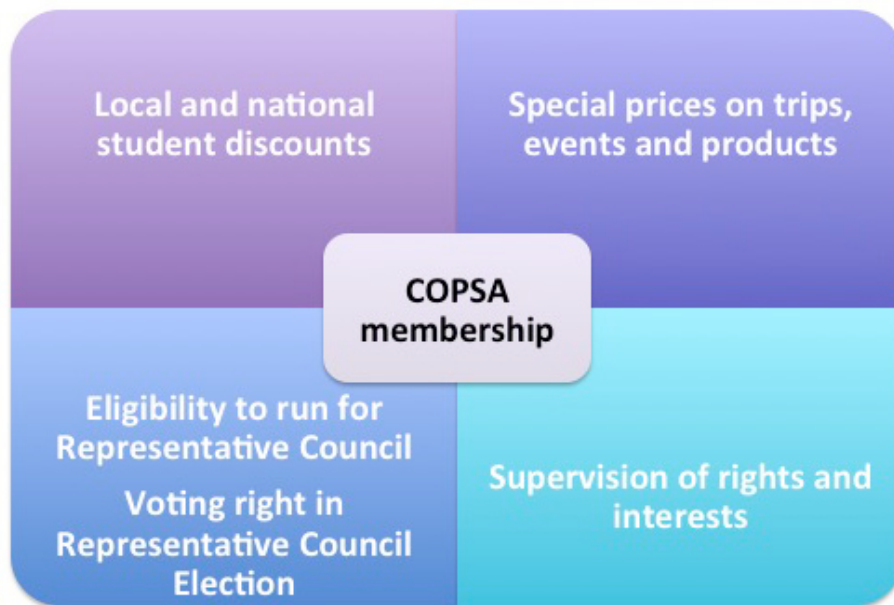 Local and national
student discounts
Special prices on trips,
events and products
COPSA
membership
Eligibility to run for
Representative Council
Voting right in
Representative Council
Election
Supervision of rights and
interests